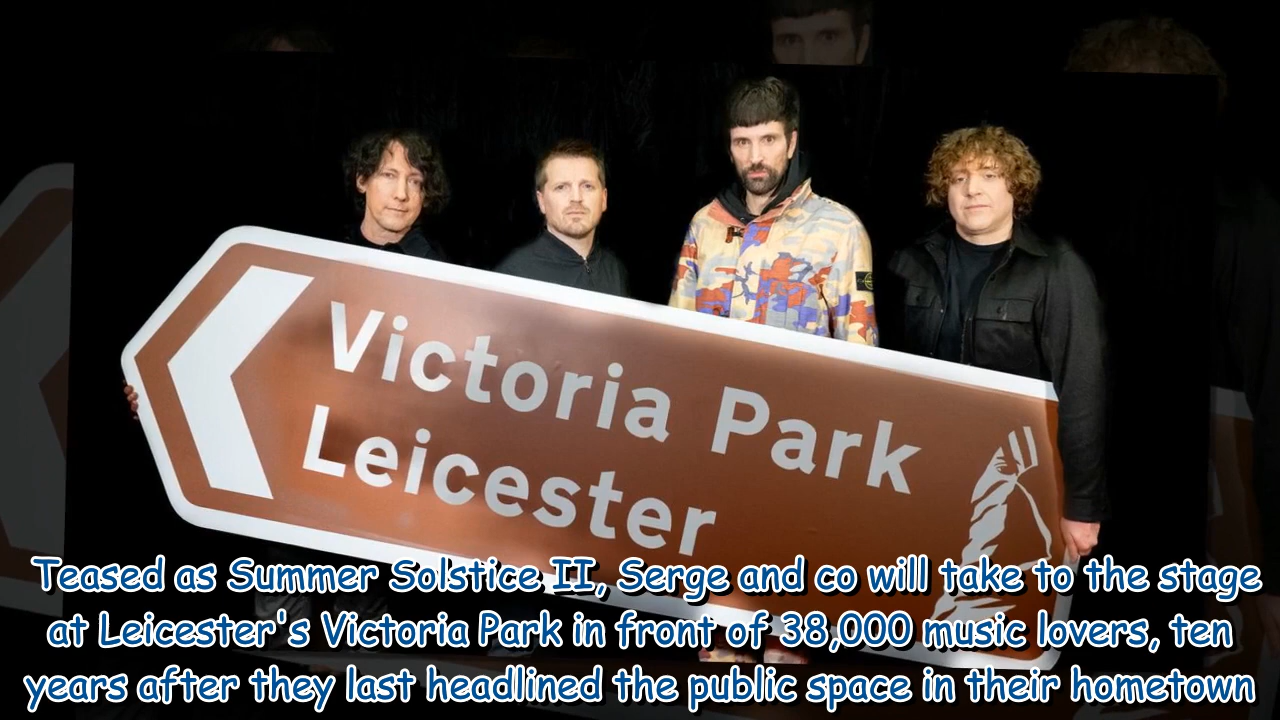 Victoria Park
Leicester
Teased as Summer Solstice II, Serge and co will take to the stage
at Leicester's Victoria Park in front of 38,000 music lovers, ten
years after they last headlined the public space in their hometown